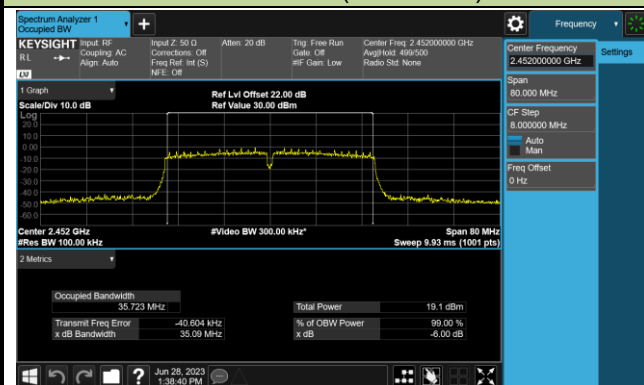 Spectrum Analyzer 1
Occupied BW
+
Frequency
KEYSIGHT
RL
LXI
Input: RF
Coupling: AC
Align: Auto
Input Z: 50 Ω
Corrections: Off
Freq Ref: Int (S)
NFE: Off
Atten: 20 dB
Trig: Free Run
Gate: Off
#IF Gain: Low
Center Freq: 2.452000000 GHz
Avg|Hold: 499/500
Radio Std: None
Center Frequency
2.452000000 GHz
Settings
Span
80.000 MHz
CF Step
8.000000 MHz
Auto
Man
Freq Offset
0 Hz
1 Graph
Scale/Div 10.0 dB
Ref Lvl Offset 22.00 dB
Ref Value 30.00 dBm
Log
20.0
10.0
0.00
-10.0
-20.0
-30.0
-40.0
-50.0
-60.0
Center 2.452 GHz
#Res BW 100.00 kHz
#Video BW 300.00 kHz*
Span 80 MHz
Sweep 9.93 ms (1001 pts)
2 Metrics
Occupied Bandwidth
35.723 MHz
Total Power 19.1 dBm
Transmit Freq Error -40.604 kHz
% of OBW Power 99.00 %
x dB Bandwidth 35.09 MHz
x dB -6.00 dB
?
Jun 28, 2023
1:38:40 PM